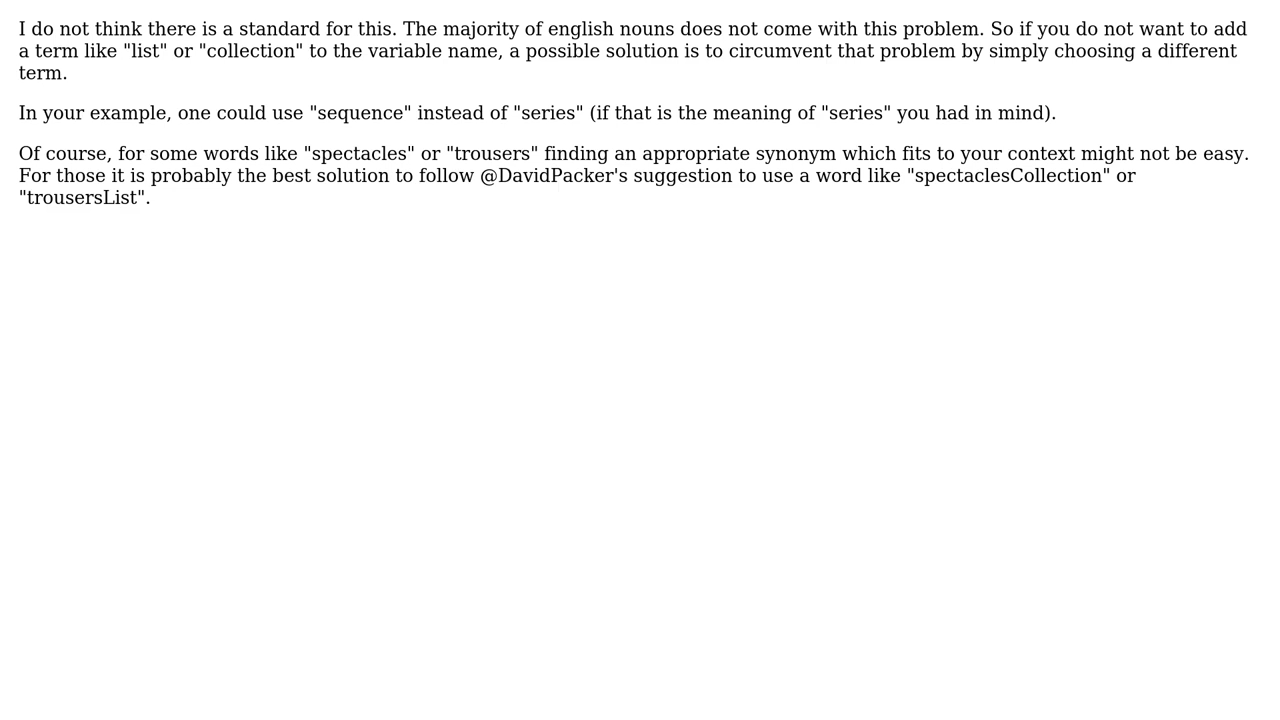 I do not think there is a standard for this. The majority of english nouns does not come with this problem. So if you do not want to add
a term like "list" or "collection" to the variable name, a possible solution is to circumvent that problem by simply choosing a different
term.
In your example, one could use "sequence" instead of "series" (if that is the meaning of "series" you had in mind).
Of course, for some words like "spectacles" or "trousers" finding an appropriate synonym which fits to your context might not be easy.
For those it is probably the best solution to follow @DavidPacker's suggestion to use a word like "spectaclesCollection" or
"trousersList".